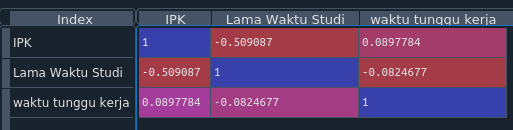 Index IPK Lama Waktu Studi waktu tunggu kerja
IPK 1 -0.509087 0.0897784
Lama Waktu Studi -0.509087 1 -0.0824677
waktu tunggu kerja 0.0897784 -0.0824677 1